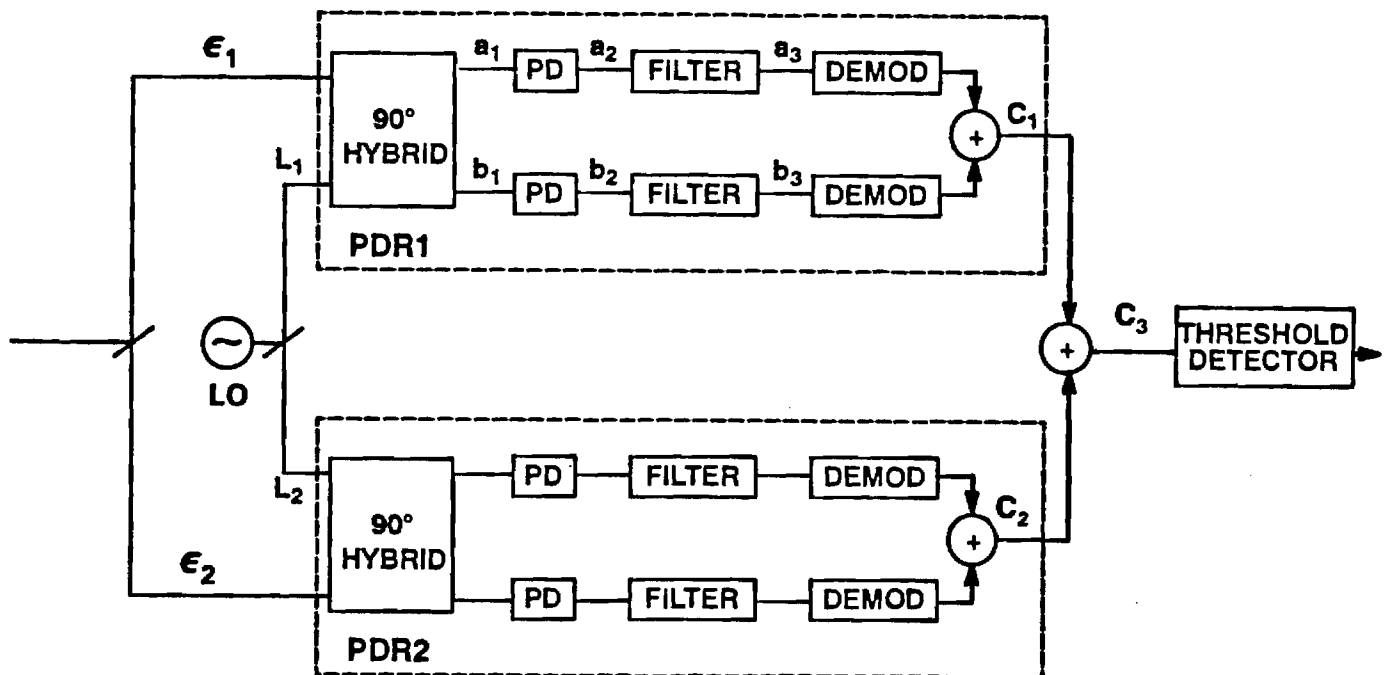 ϵ₁
a₁ PD a₂ FILTER a₃ DEMOD
90°
HYBRID
+ C₁
L₁
b₁ PD b₂ FILTER b₃ DEMOD
PDR1
~
LO
+ C₃
THRESHOLD
DETECTOR
L₂
PD FILTER DEMOD
90°
HYBRID
+ C₂
ϵ₂
PD FILTER DEMOD
PDR2